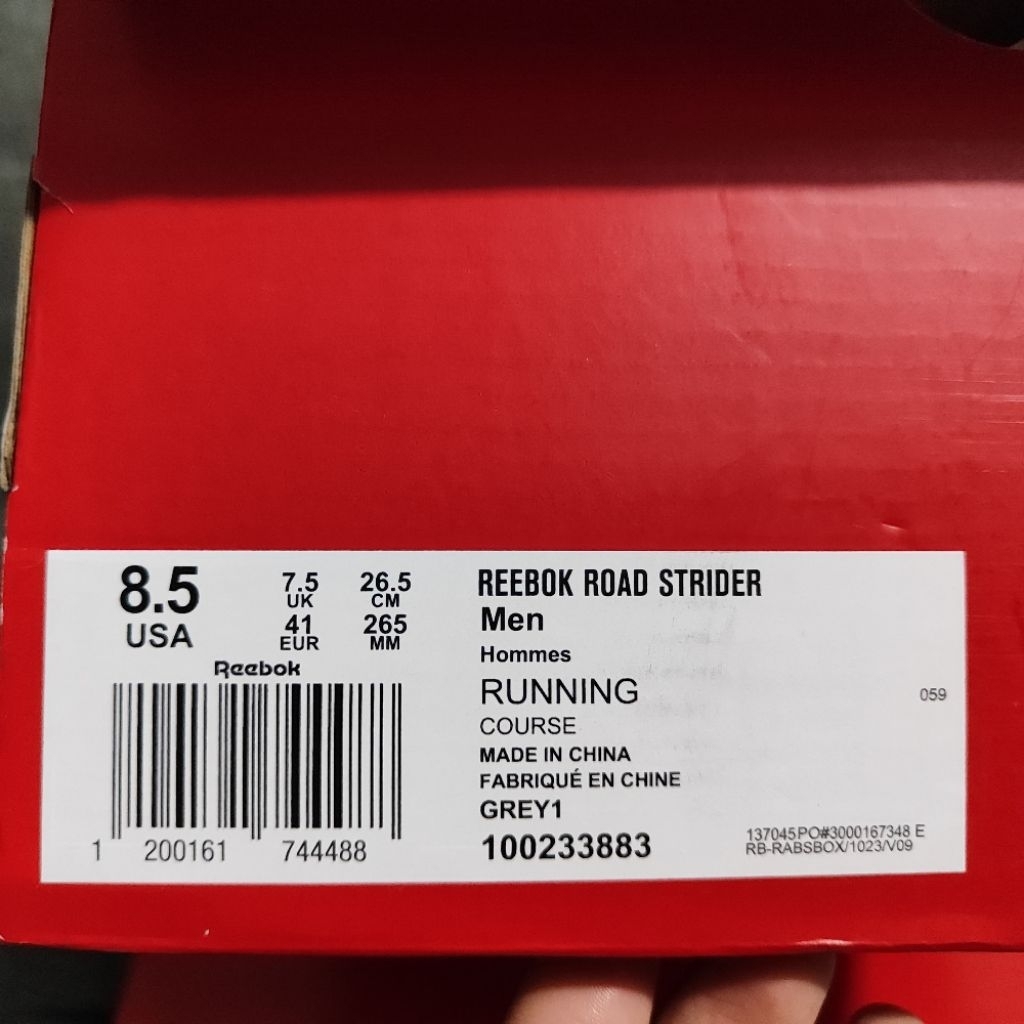 8.5
USA
7.5
UK
41
EUR
26.5
CM
265
MM
Reebok
1 200161 744488
REEBOK ROAD STRIDER
Men
Hommes
RUNNING
COURSE
MADE IN CHINA
FABRIQUÉ EN CHINE
GREY1
100233883
059
137045PO#3000167348 E
RB-RABSBOX/1023/V09